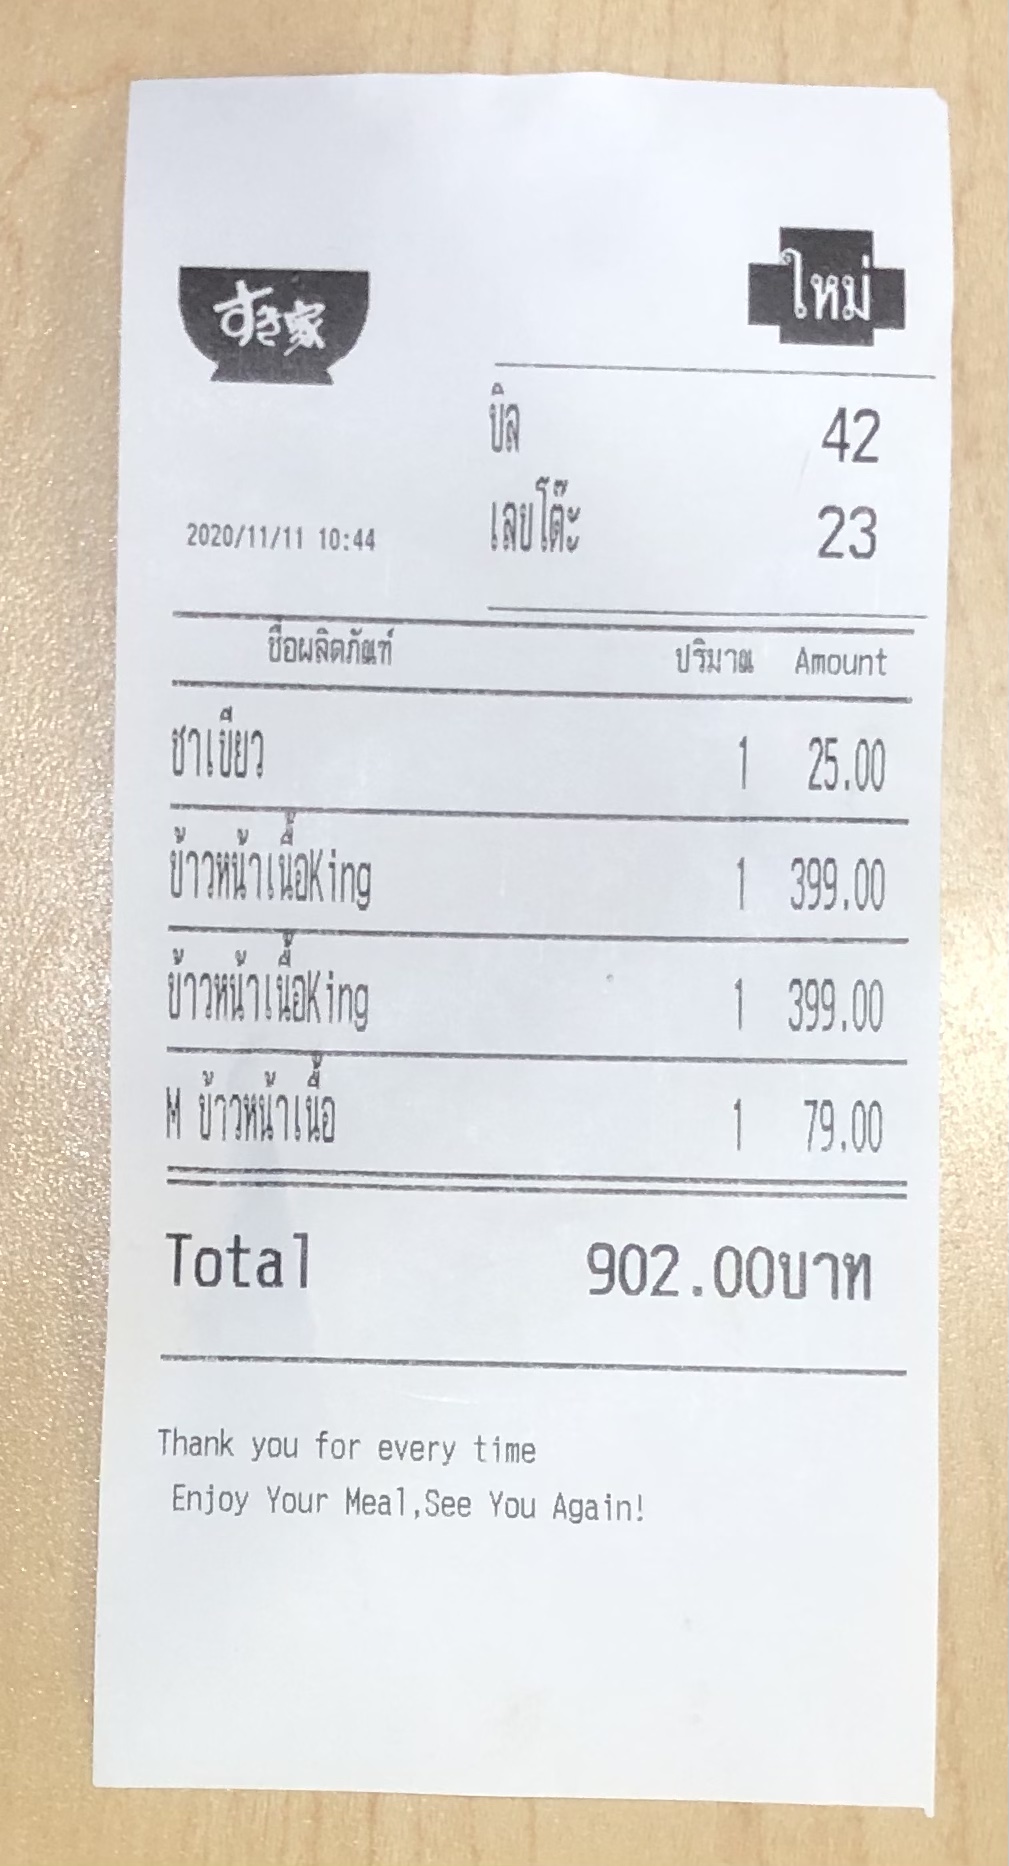 すき家
ใหม่
บิล 42
2020/11/11 10:44 เลขโต๊ะ 23
ชื่อผลิตภัณฑ์ ปริมาณ Amount
ชาเขียว 1 25.00
ข้าวหน้าเนื้อKing 1 399.00
ข้าวหน้าเนื้อKing 1 399.00
M ข้าวหน้าเนื้อ 1 79.00
Total 902.00บาท
Thank you for every time
Enjoy Your Meal,See You Again!